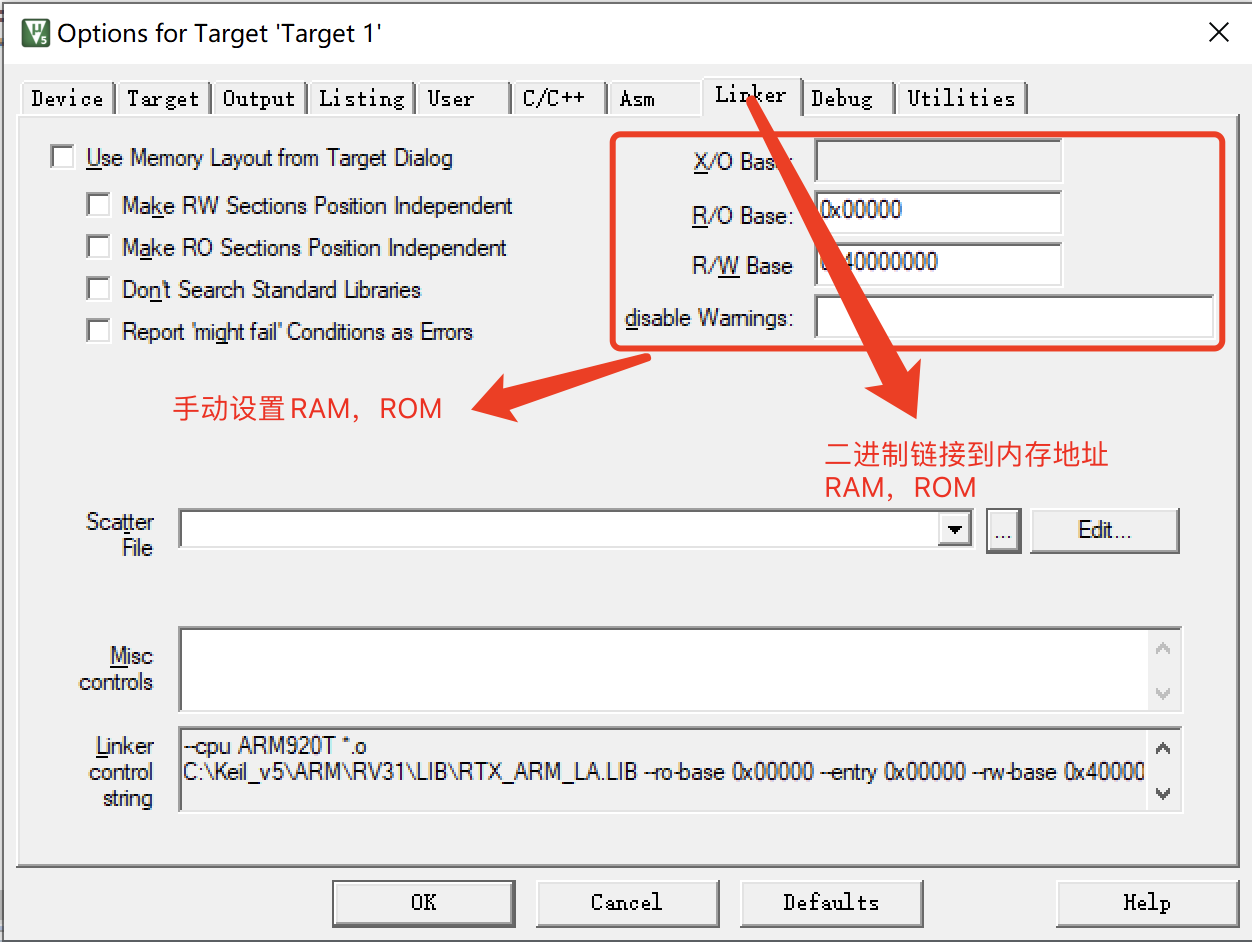 Options for Target 'Target 1'
Device Target Output Listing User C/C++ Asm Linker Debug Utilities
Use Memory Layout from Target Dialog
Make RW Sections Position Independent
Make RO Sections Position Independent
Don't Search Standard Libraries
Report 'might fail' Conditions as Errors
X/O Base:
R/O Base: 0x00000
R/W Base 0x40000000
disable Warnings:
手动设置RAM，ROM
二进制链接到内存地址
RAM，ROM
Scatter
File
...
Edit...
Misc
controls
Linker
control
string
--cpu ARM920T *.o
C:\Keil_v5\ARM\RV31\LIB\RTX_ARM_LA.LIB --ro-base 0x00000 --entry 0x00000 --rw-base 0x40000
OK Cancel Defaults Help